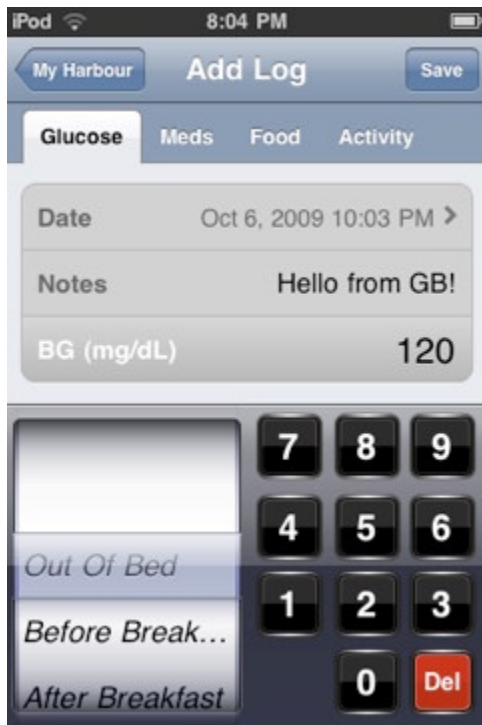 iPod 8:04 PM
My Harbour Add Log Save
Glucose Meds Food Activity
Date Oct 6, 2009 10:03 PM >
Notes Hello from GB!
BG (mg/dL) 120
7 8 9
4 5 6
Out Of Bed
1 2 3
Before Break...
0 Del
After Breakfast